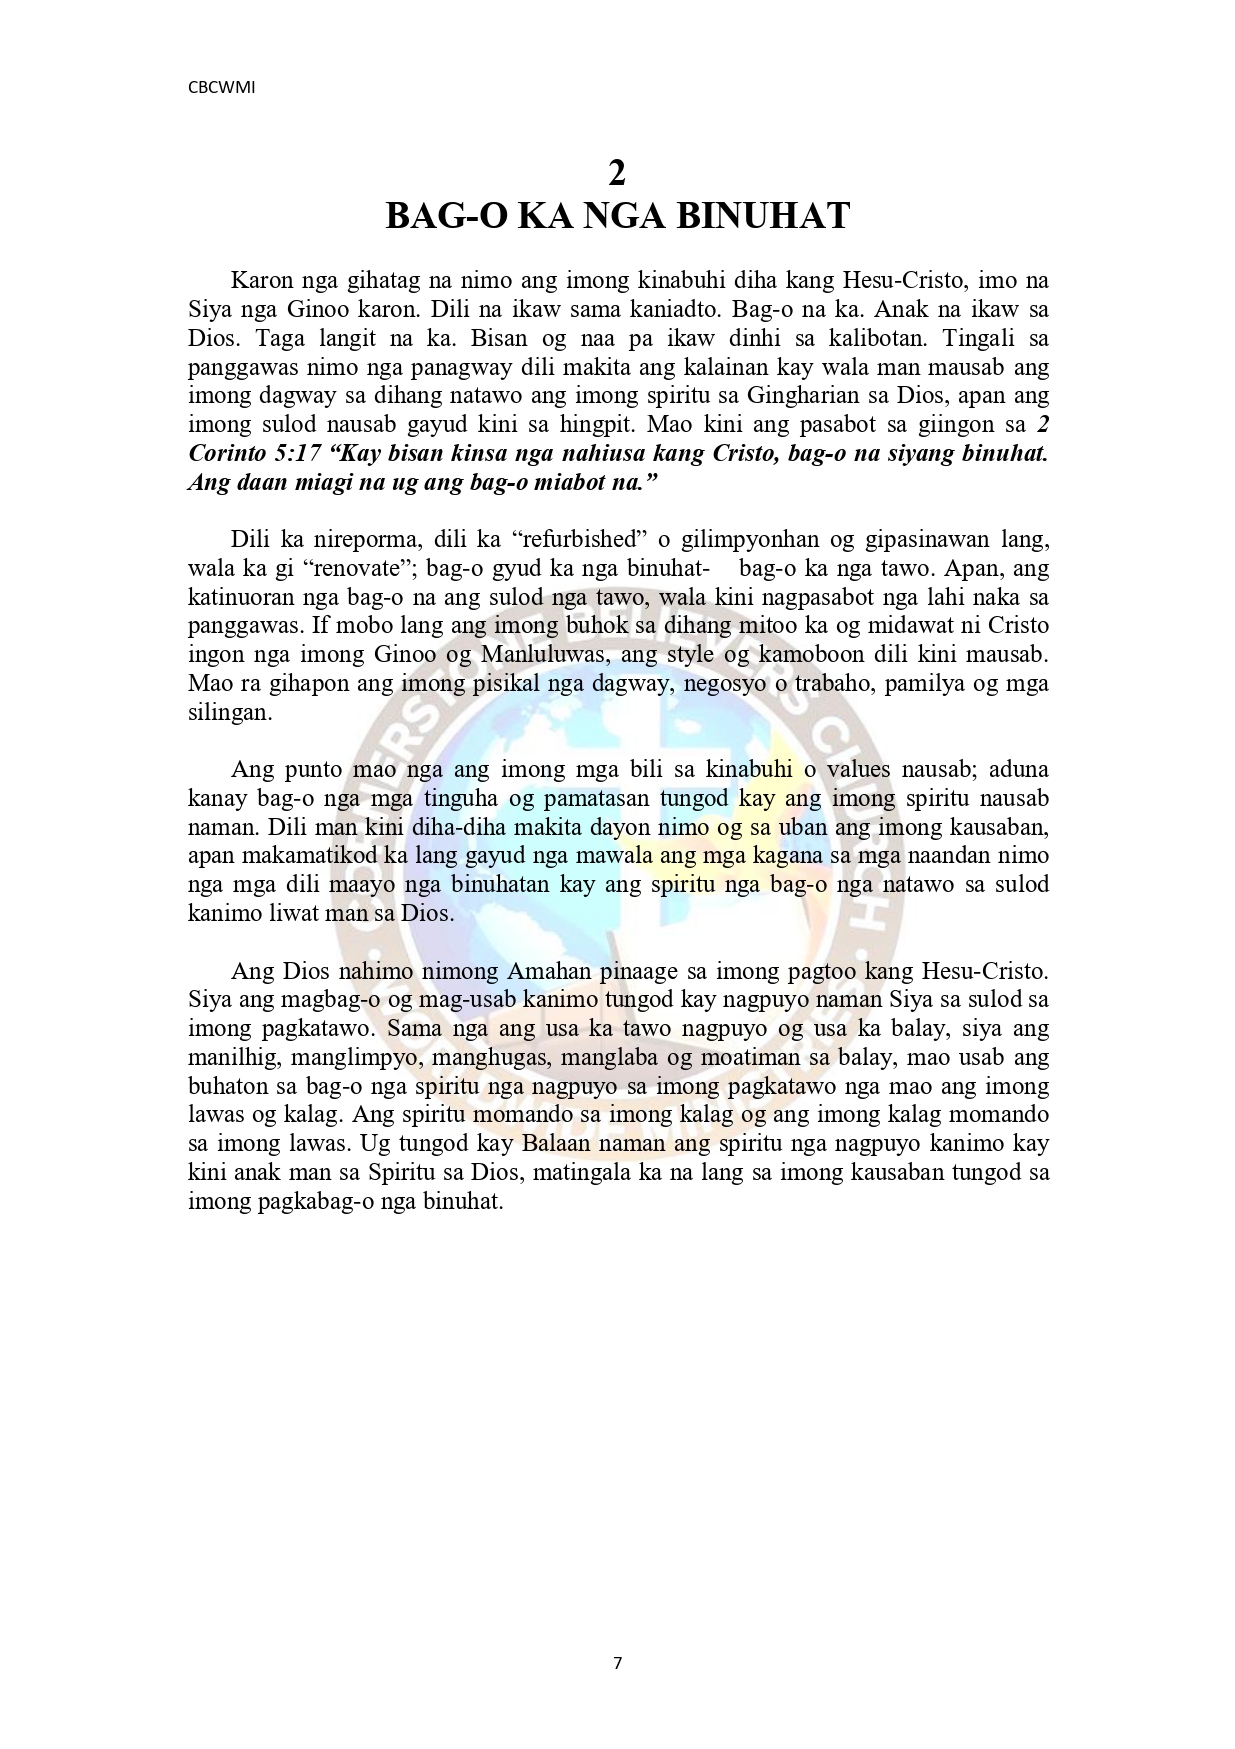 CBCWMI
2
BAG-O KA NGA BINUHAT
Karon nga gihatag na nimo ang imong kinabuhi diha kang Hesu-Cristo, imo na
Siya nga Ginoo karon. Dili na ikaw sama kaniadto. Bag-o na ka. Anak na ikaw sa
Dios. Taga langit na ka. Bisan og naa pa ikaw dinhi sa kalibotan. Tingali sa
panggawas nimo nga panagway dili makita ang kalainan kay wala man mausab ang
imong dagway sa dihang natawo ang imong spiritu sa Gingharian sa Dios, apan ang
imong sulod nausab gayud kini sa hingpit. Mao kini ang pasabot sa giingon sa 2
Corinto 5:17 “Kay bisan kinsa nga nahiusa kang Cristo, bag-o na siyang binuhat.
Ang daan miagi na ug ang bag-o miabot na.”
Dili ka nireporma, dili ka “refurbished” o gilimpyonhan og gipasinawan lang,
wala ka gi “renovate”; bag-o gyud ka nga binuhat- bag-o ka nga tawo. Apan, ang
katinuoran nga bag-o na ang sulod nga tawo, wala kini nagpasabot nga lahi naka sa
panggawas. If mobo lang ang imong buhok sa dihang mitoo ka og midawat ni Cristo
ingon nga imong Ginoo og Manluluwas, ang style og kamoboon dili kini mausab.
Mao ra gihapon ang imong pisikal nga dagway, negosyo o trabaho, pamilya og mga
silingan.
Ang punto mao nga ang imong mga bili sa kinabuhi o values nausab; aduna
kanay bag-o nga mga tinguha og pamatasan tungod kay ang imong spiritu nausab
naman. Dili man kini diha-diha makita dayon nimo og sa uban ang imong kausaban,
apan makamatikod ka lang gayud nga mawala ang mga kagana sa mga naandan nimo
nga mga dili maayo nga binuhatan kay ang spiritu nga bag-o nga natawo sa sulod
kanimo liwat man sa Dios.
Ang Dios nahimo nimong Amahan pinaage sa imong pagtoo kang Hesu-Cristo.
Siya ang magbag-o og mag-usab kanimo tungod kay nagpuyo naman Siya sa sulod sa
imong pagkatawo. Sama nga ang usa ka tawo nagpuyo og usa ka balay, siya ang
manilhig, manglimpyo, manghugas, manglaba og moatiman sa balay, mao usab ang
buhaton sa bag-o nga spiritu nga nagpuyo sa imong pagkatawo nga mao ang imong
lawas og kalag. Ang spiritu momando sa imong kalag og ang imong kalag momando
sa imong lawas. Ug tungod kay Balaan naman ang spiritu nga nagpuyo kanimo kay
kini anak man sa Spiritu sa Dios, matingala ka na lang sa imong kausaban tungod sa
imong pagkabag-o nga binuhat.
CORNERSTONE BELIEVERS CHURCH
WORLDWIDE MINISTRIES
7